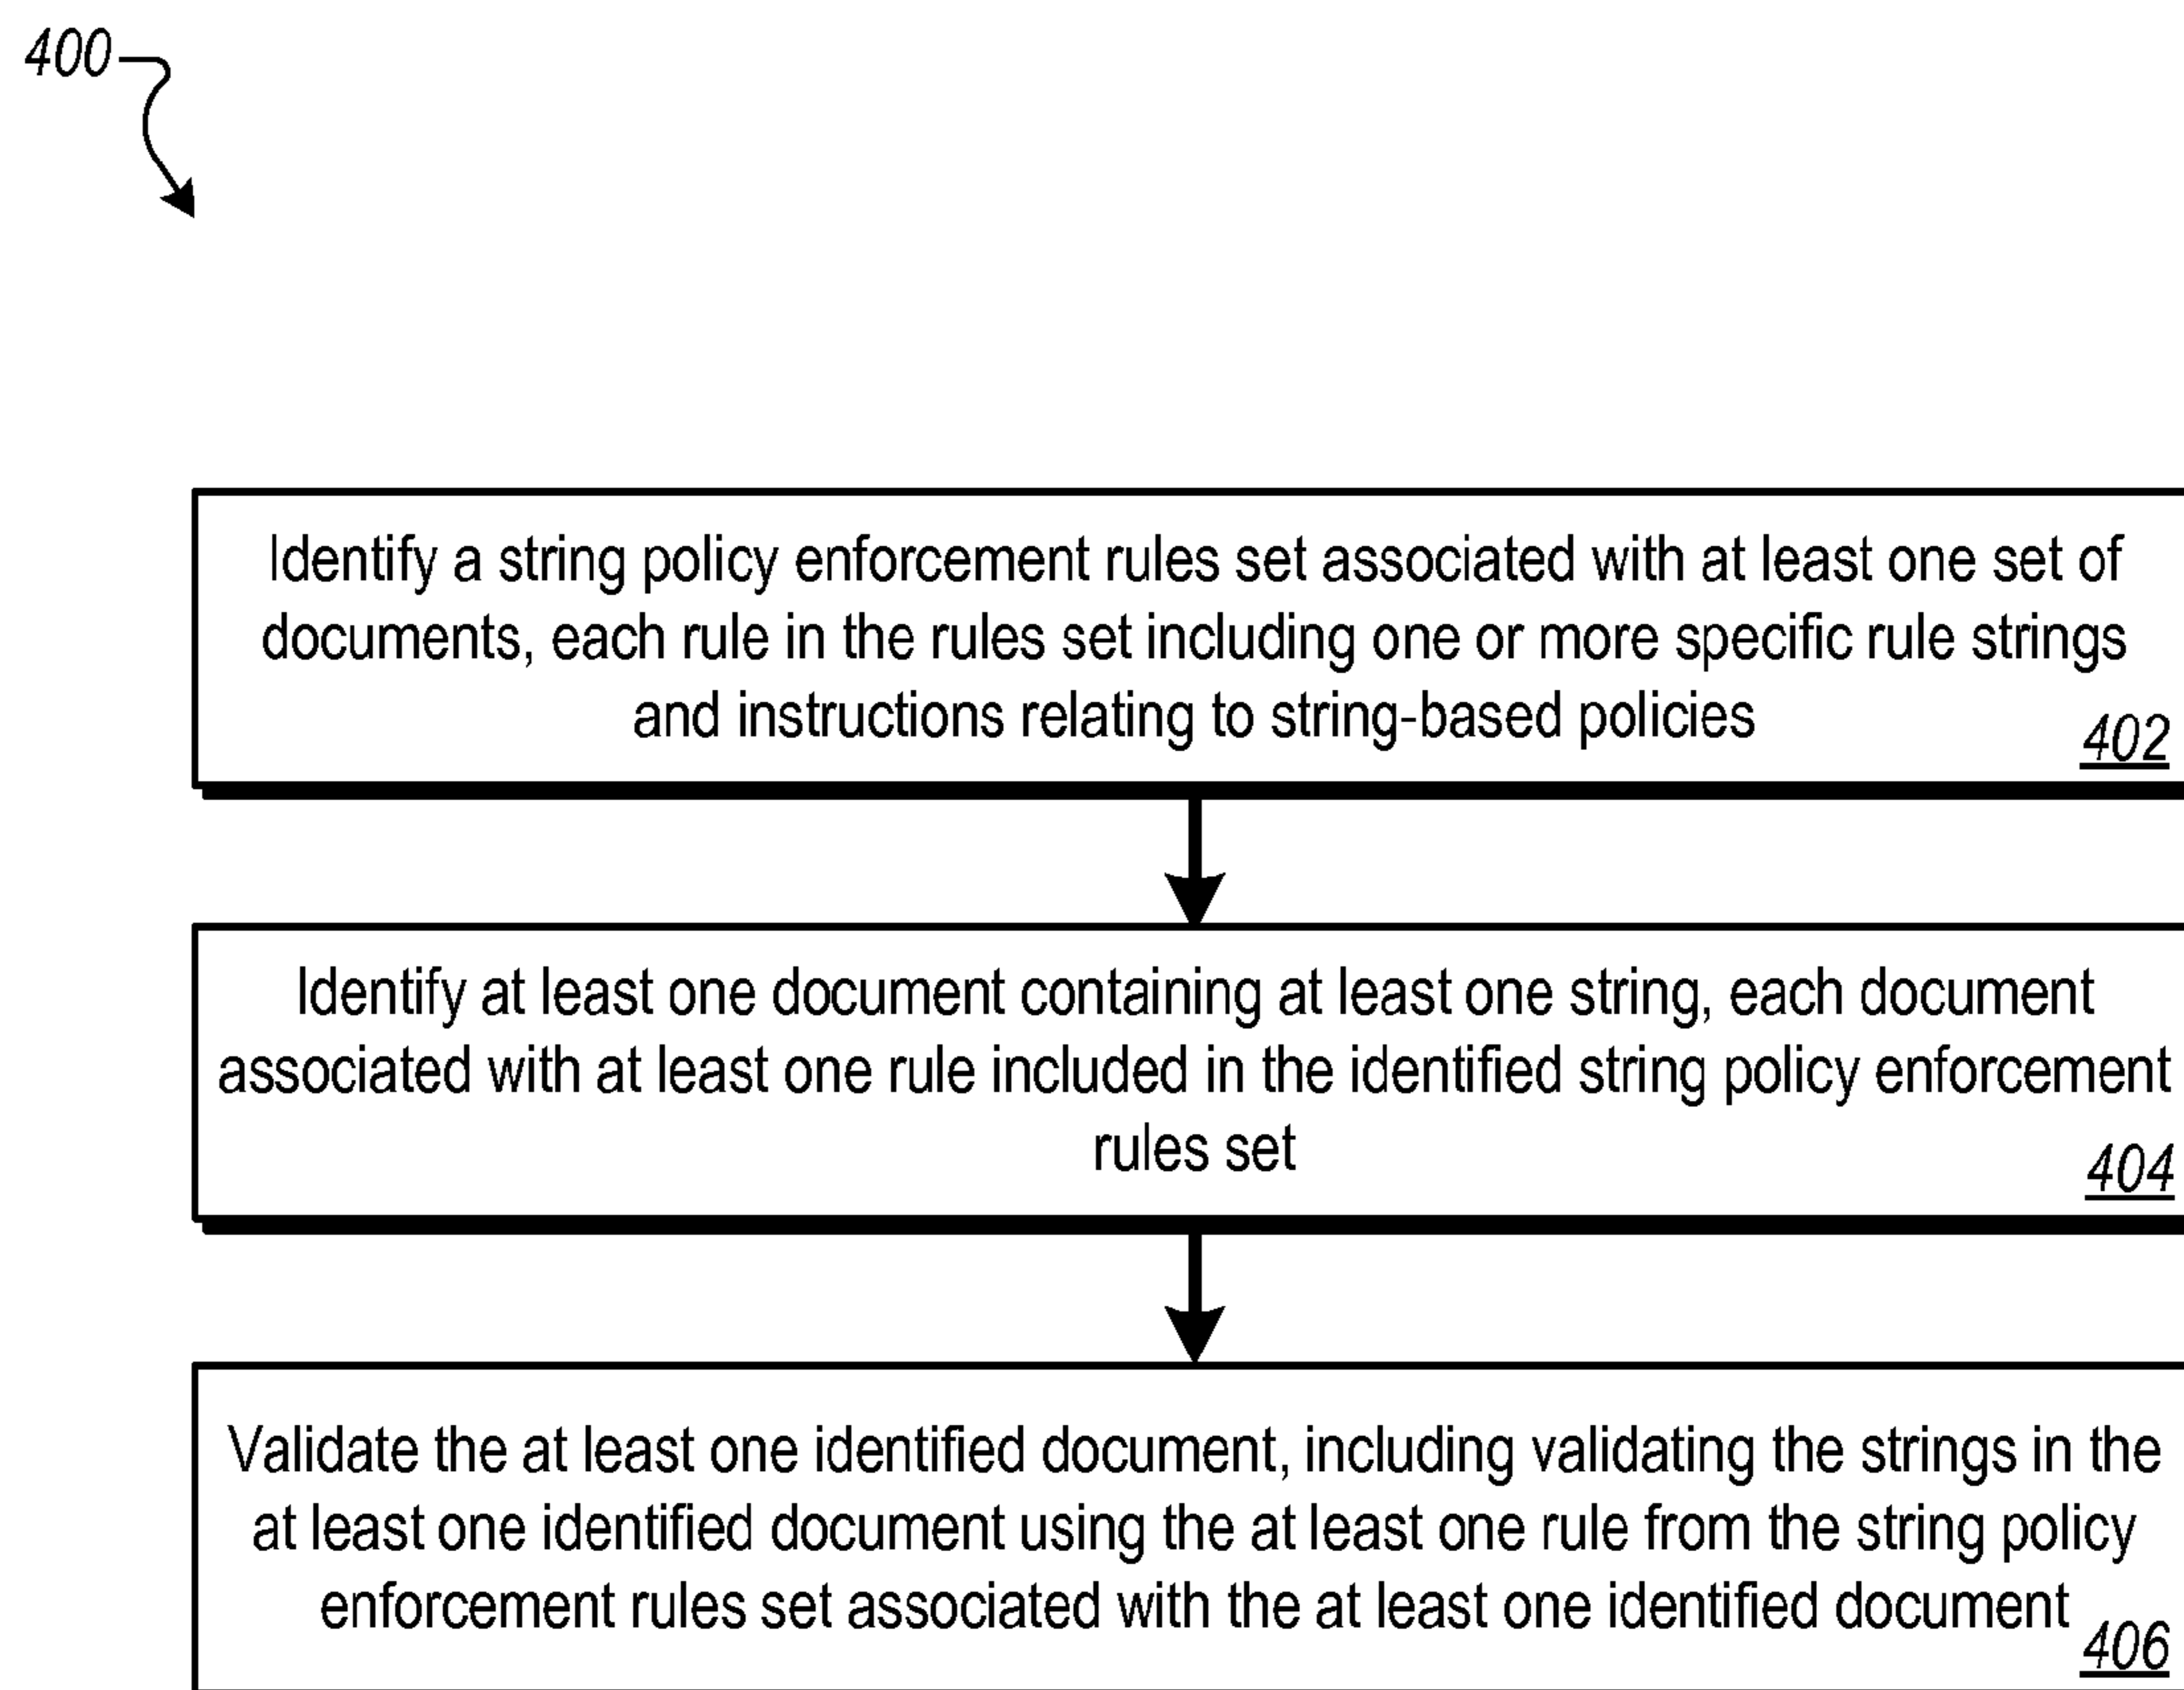 400
Identify a string policy enforcement rules set associated with at least one set of
documents, each rule in the rules set including one or more specific rule strings
and instructions relating to string-based policies
402
Identify at least one document containing at least one string, each document
associated with at least one rule included in the identified string policy enforcement
rules set
404
Validate the at least one identified document, including validating the strings in the
at least one identified document using the at least one rule from the string policy
enforcement rules set associated with the at least one identified document
406